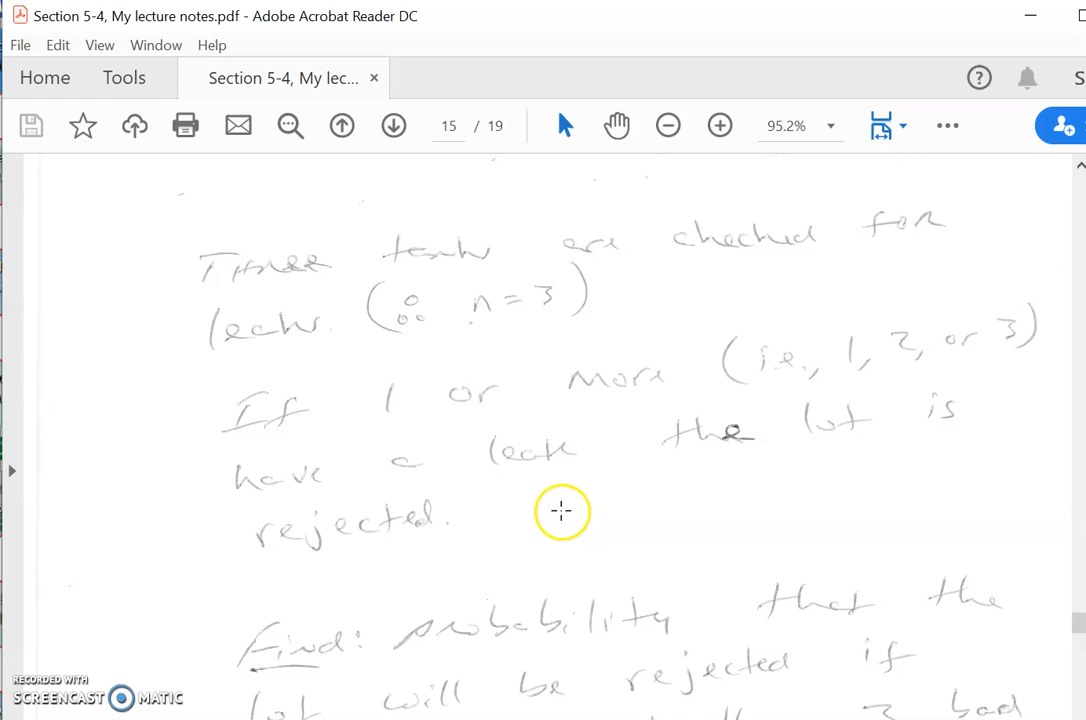 Section 5-4, My lecture notes.pdf - Adobe Acrobat Reader DC
File Edit View Window Help
Home Tools Section 5-4, My lec... ×
15 / 19 95.2%
Three tanks are checked for
leaks. (∴ n = 3)
If 1 or more (i.e., 1, 2, or 3)
have a leak the lot is
rejected.
Find: probability that the
lot will be rejected if
bad
RECORDED WITH
SCREENCAST MATIC